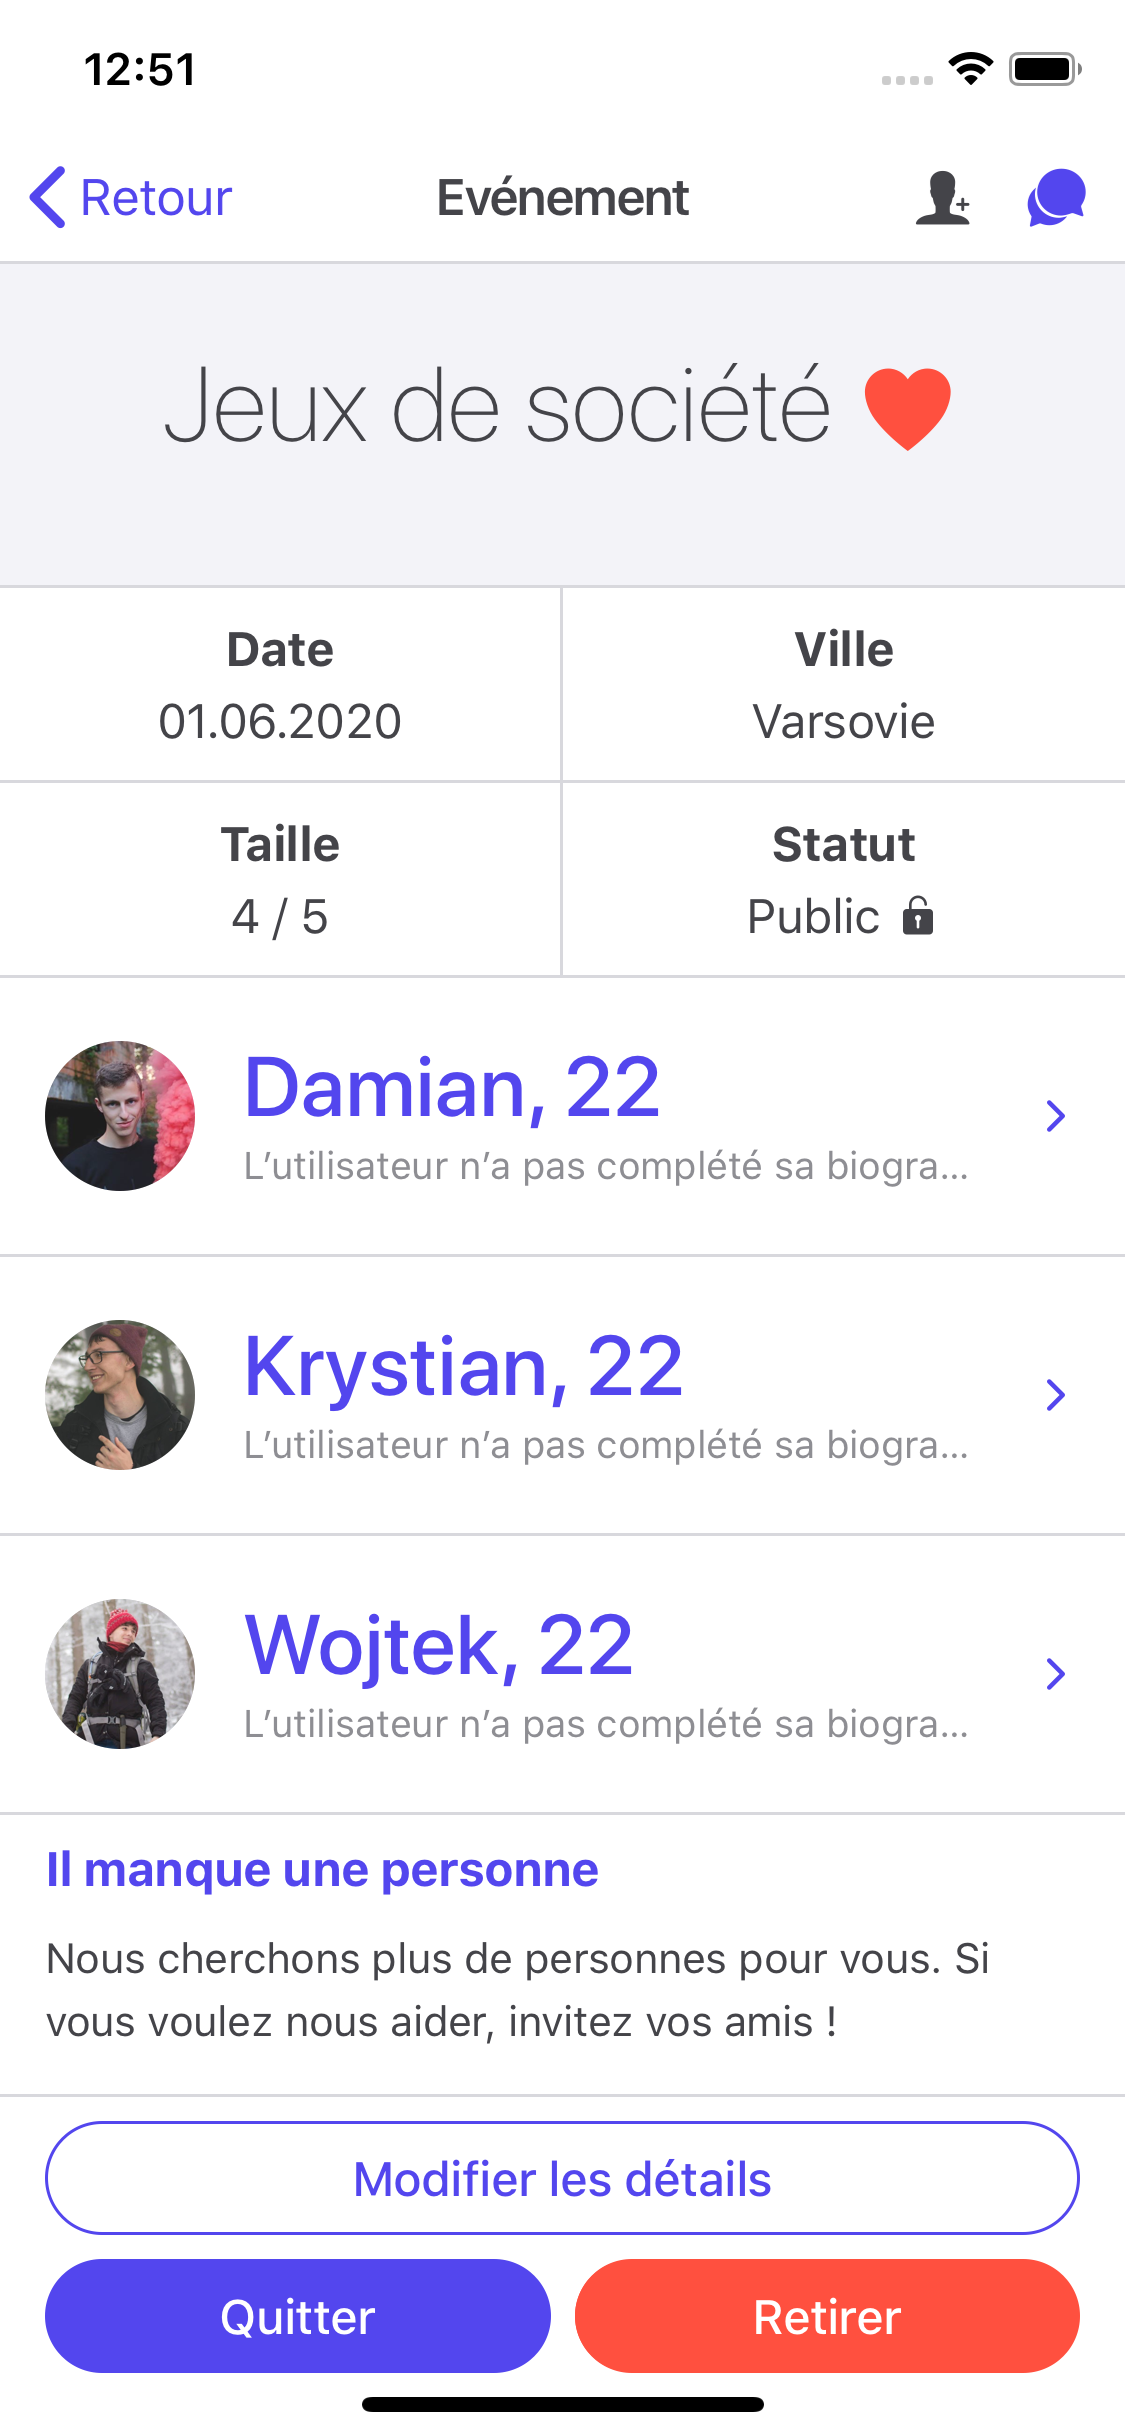 12:51
Retour
Evénement
Jeux de société
Date
01.06.2020
Ville
Varsovie
Taille
4 / 5
Statut
Public
Damian, 22
L’utilisateur n’a pas complété sa biogra...
Krystian, 22
L’utilisateur n’a pas complété sa biogra...
Wojtek, 22
L’utilisateur n’a pas complété sa biogra...
Il manque une personne
Nous cherchons plus de personnes pour vous. Si
vous voulez nous aider, invitez vos amis !
Modifier les détails
Quitter
Retirer